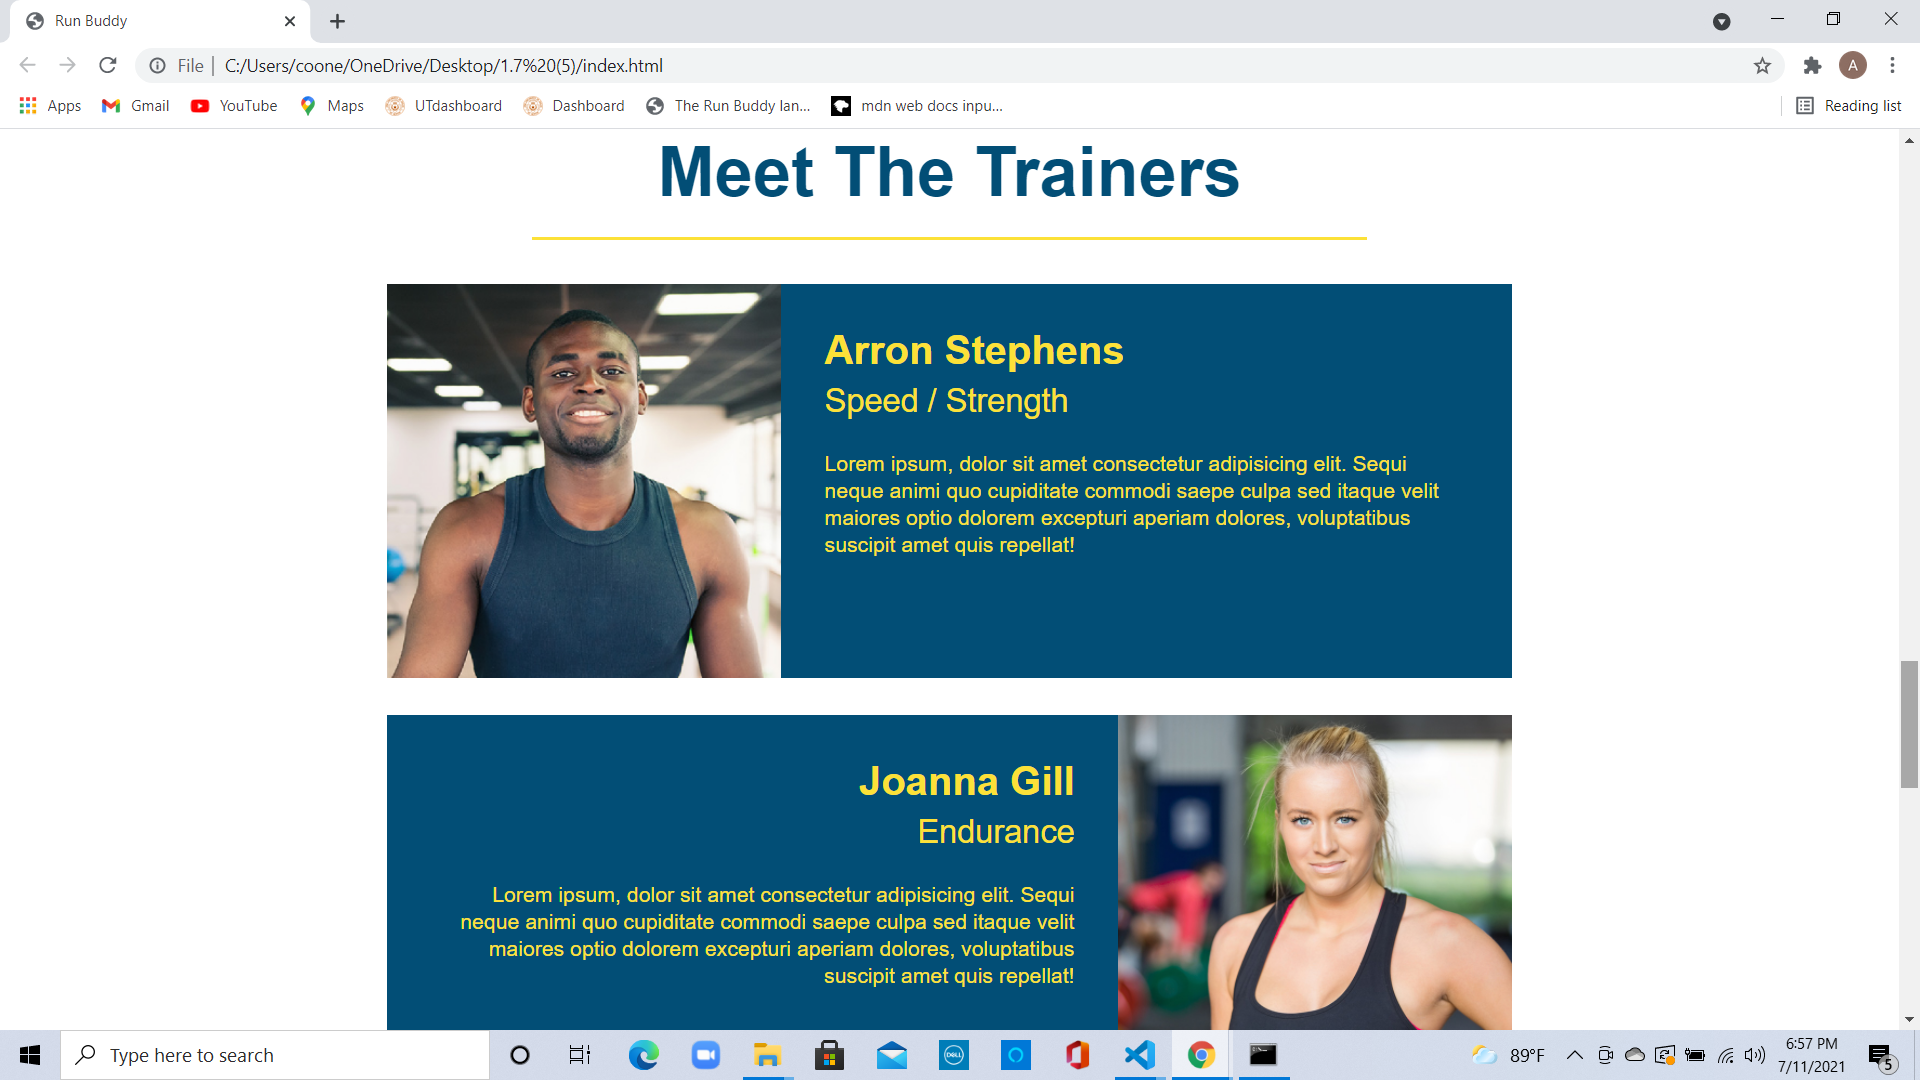 Run Buddy
File
C:/Users/coone/OneDrive/Desktop/1.7%20(5)/index.html
A
Apps
Gmail
YouTube
Maps
UTdashboard
Dashboard
The Run Buddy lan...
mdn web docs inpu...
Reading list
Meet The Trainers
Arron Stephens
Speed / Strength
Lorem ipsum, dolor sit amet consectetur adipisicing elit. Sequi
neque animi quo cupiditate commodi saepe culpa sed itaque velit
maiores optio dolorem excepturi aperiam dolores, voluptatibus
suscipit amet quis repellat!
Joanna Gill
Endurance
Lorem ipsum, dolor sit amet consectetur adipisicing elit. Sequi
neque animi quo cupiditate commodi saepe culpa sed itaque velit
maiores optio dolorem excepturi aperiam dolores, voluptatibus
suscipit amet quis repellat!
Type here to search
DELL
89°F
6:57 PM
7/11/2021
5